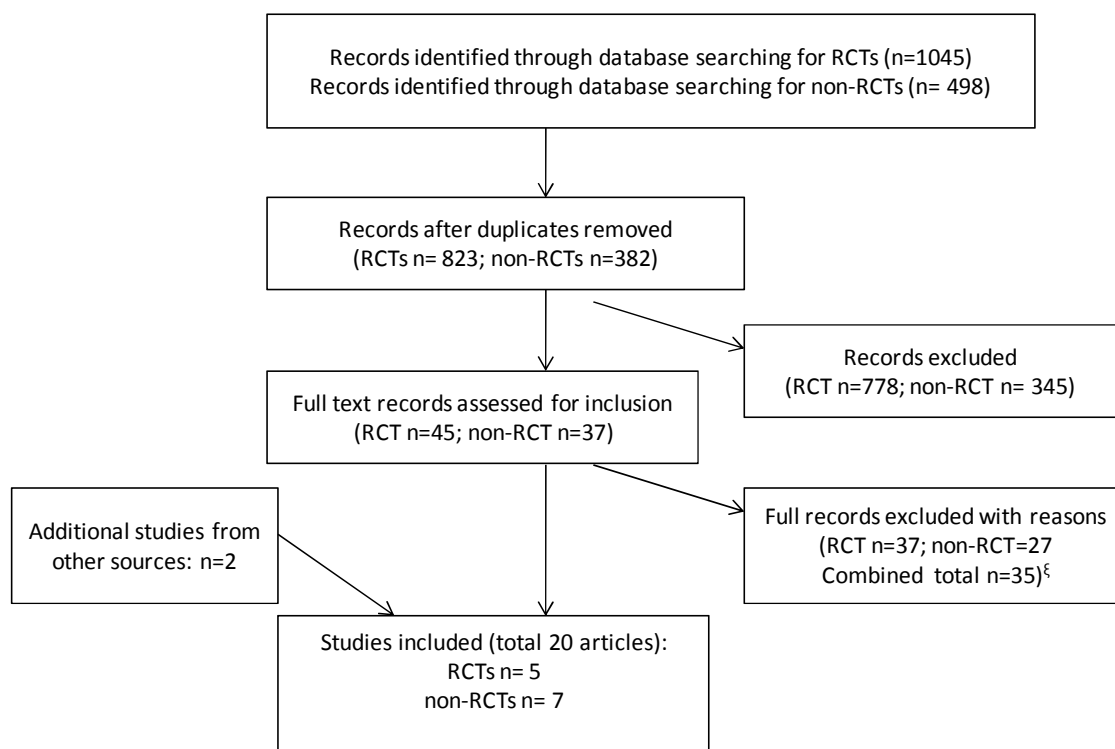 Records identified through database searching for RCTs (n=1045)
Records identified through database searching for non-RCTs (n= 498)
Records after duplicates removed
(RCTs n= 823; non-RCTs n=382)
Records excluded
(RCT n=778; non-RCT n= 345)
Full text records assessed for inclusion
(RCT n=45; non-RCT n=37)
Additional studies from
other sources: n=2
Full records excluded with reasons
(RCT n=37; non-RCT=27
Combined total n=35)ξ
Studies included (total 20 articles):
RCTs n= 5
non-RCTs n= 7